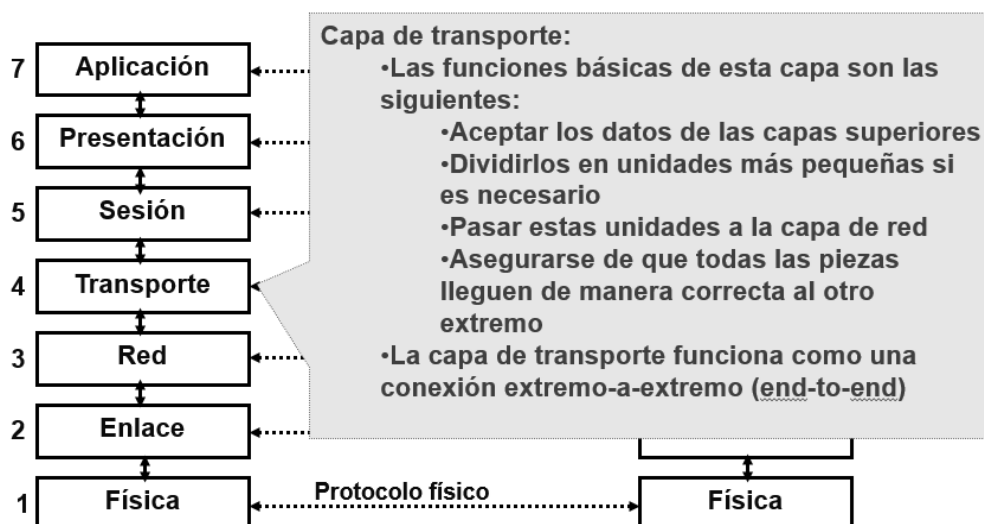 Capa de transporte:
•Las funciones básicas de esta capa son las
siguientes:
•Aceptar los datos de las capas superiores
•Dividirlos en unidades más pequeñas si
es necesario
•Pasar estas unidades a la capa de red
•Asegurarse de que todas las piezas
lleguen de manera correcta al otro
extremo
•La capa de transporte funciona como una
conexión extremo-a-extremo (end-to-end)
7 Aplicación
6 Presentación
5 Sesión
4 Transporte
3 Red
2 Enlace
1 Física Protocolo físico Física